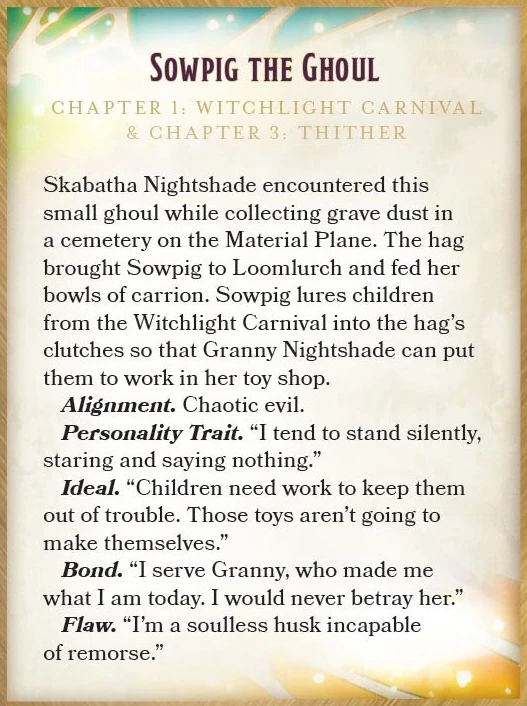 Sowpig the Ghoul
Chapter 1: Witchlight Carnival
& Chapter 3: Thither
Skabatha Nightshade encountered this
small ghoul while collecting grave dust in
a cemetery on the Material Plane. The hag
brought Sowpig to Loomlurch and fed her
bowls of carrion. Sowpig lures children
from the Witchlight Carnival into the hag’s
clutches so that Granny Nightshade can put
them to work in her toy shop.
Alignment. Chaotic evil.
Personality Trait. “I tend to stand silently,
staring and saying nothing.”
Ideal. “Children need work to keep them
out of trouble. Those toys aren’t going to
make themselves.”
Bond. “I serve Granny, who made me
what I am today. I would never betray her.”
Flaw. “I’m a soulless husk incapable
of remorse.”